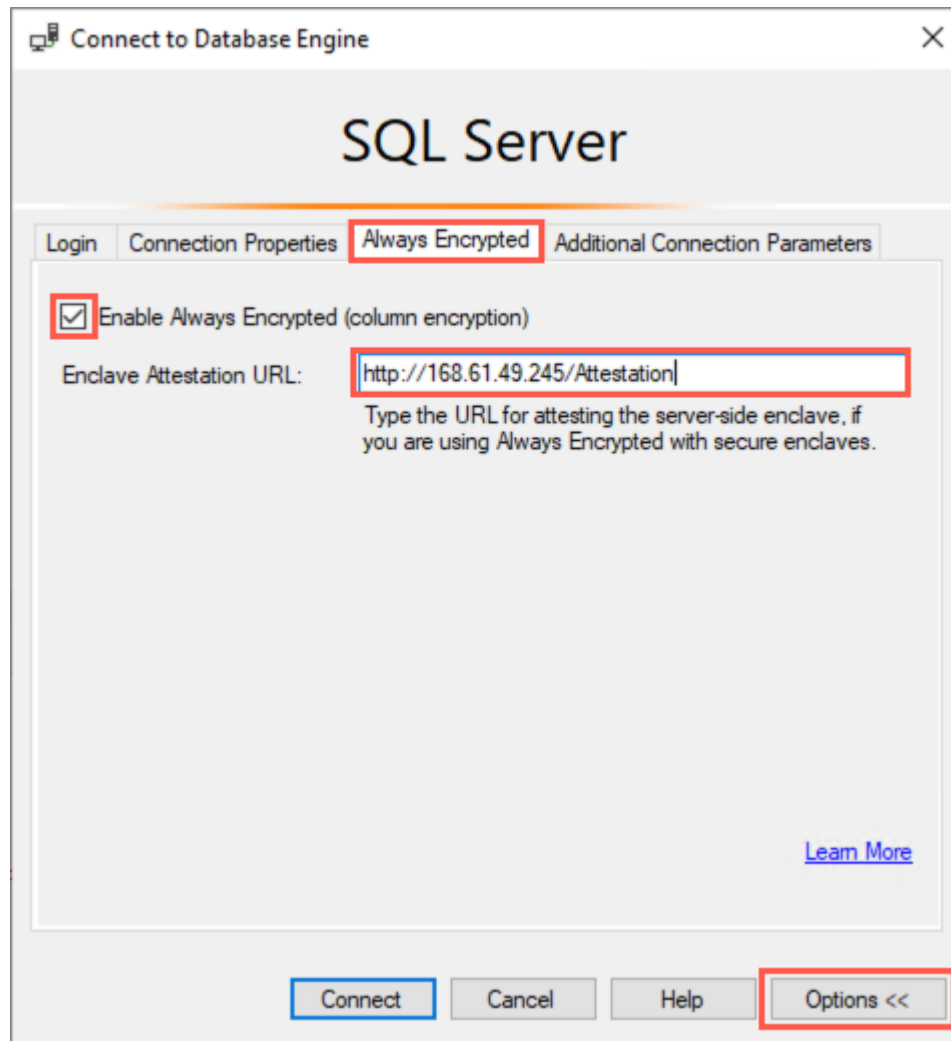 Connect to Database Engine
SQL Server
Login Connection Properties Always Encrypted Additional Connection Parameters
Enable Always Encrypted (column encryption)
Enclave Attestation URL: http://168.61.49.245/Attestation
Type the URL for attesting the server-side enclave, if
you are using Always Encrypted with secure enclaves.
Learn More
Connect Cancel Help Options <<